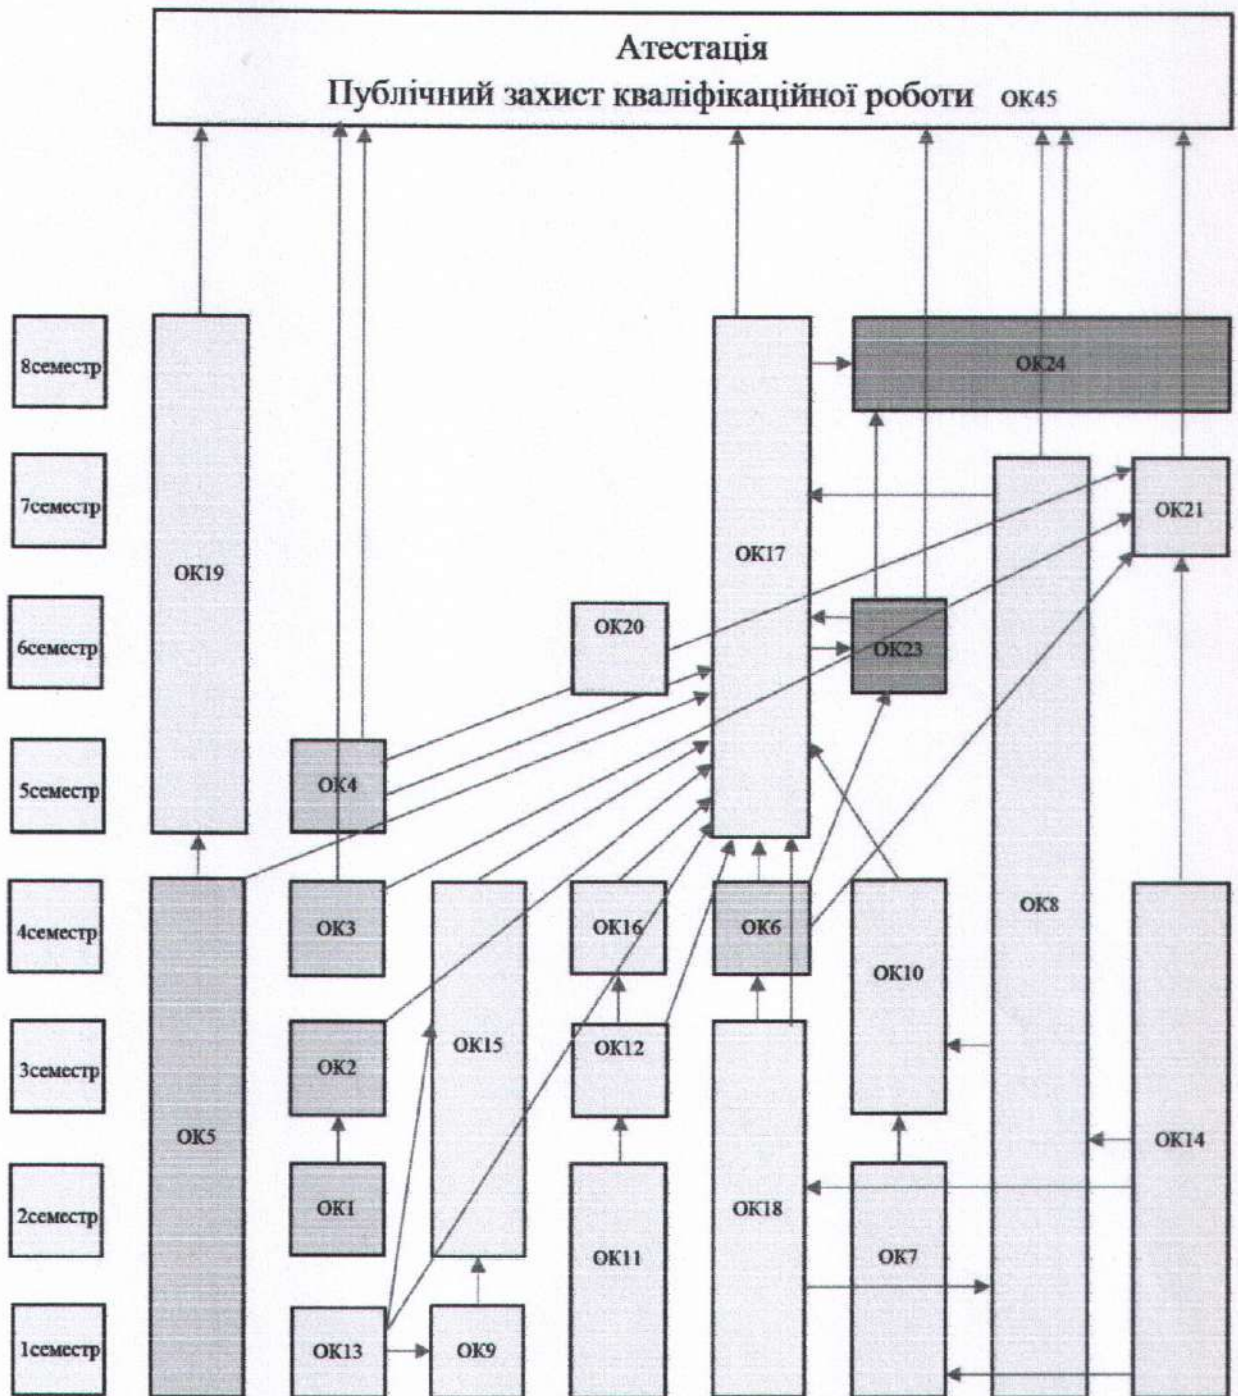 Атестація
Публічний захист кваліфікаційної роботи ОК45
8семестр
ОК24
7семестр
ОК21
ОК17
ОК19
6семестр
ОК20
ОК23
5семестр
ОК4
4семестр
ОК3
ОК16
ОК6
ОК8
ОК10
3семестр
ОК2
ОК15
ОК12
ОК5
ОК14
2семестр
ОК1
ОК18
ОК11
ОК7
1семестр
ОК13
ОК9